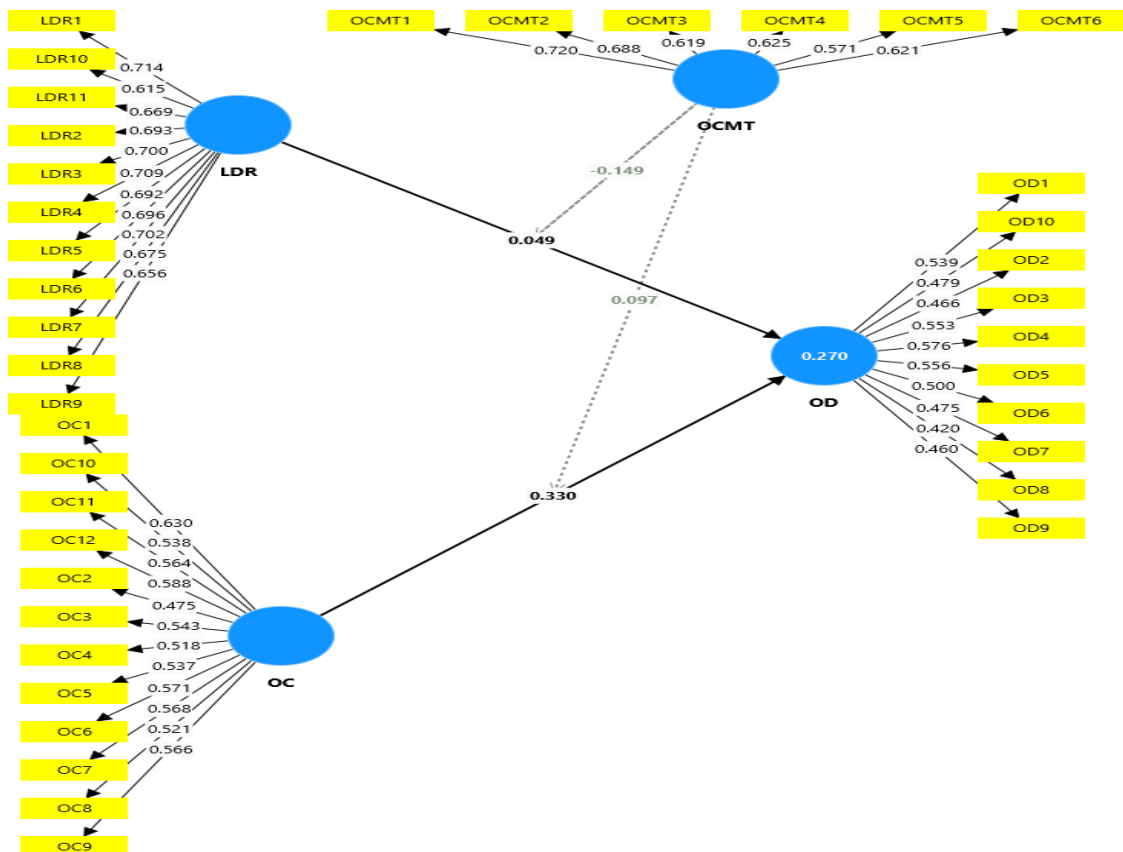 OCMT1 OCMT2 OCMT3 OCMT4 OCMT5 OCMT6
0.720 0.688 0.619 0.625 0.571 0.621
OCMT
LDR1
LDR10
LDR11
LDR2
LDR3
LDR4
LDR5
LDR6
LDR7
LDR8
LDR9
0.714
0.615
0.669
0.693
0.700
0.709
0.692
0.696
0.702
0.675
0.656
LDR
-0.149
0.049
0.097
0.330
0.270
OD
0.539
0.479
0.466
0.553
0.576
0.556
0.500
0.475
0.420
0.460
OD1
OD10
OD2
OD3
OD4
OD5
OD6
OD7
OD8
OD9
OC1
OC10
OC11
OC12
OC2
OC3
OC4
OC5
OC6
OC7
OC8
OC9
0.630
0.538
0.564
0.588
0.475
0.543
0.518
0.537
0.571
0.568
0.521
0.566
OC